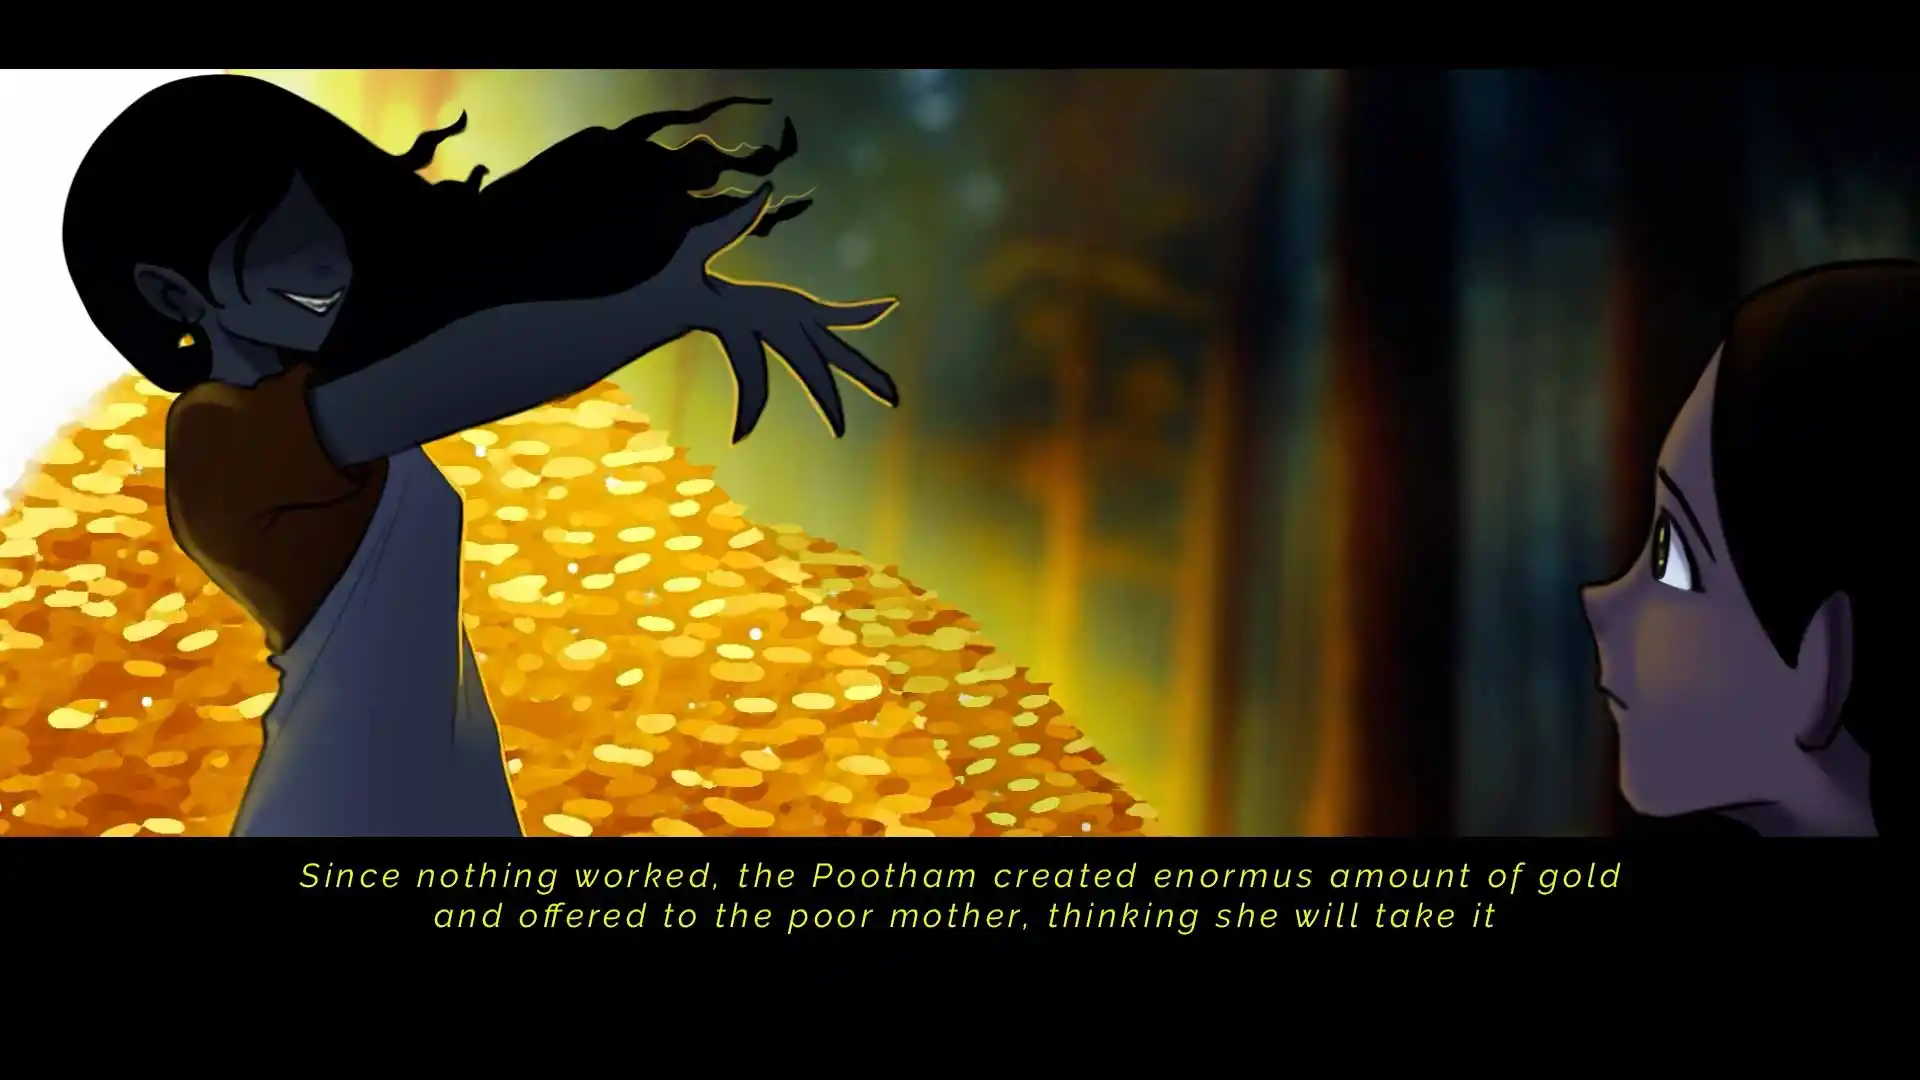 Since nothing worked, the Pootham created enormus amount of gold
and offered to the poor mother, thinking she will take it